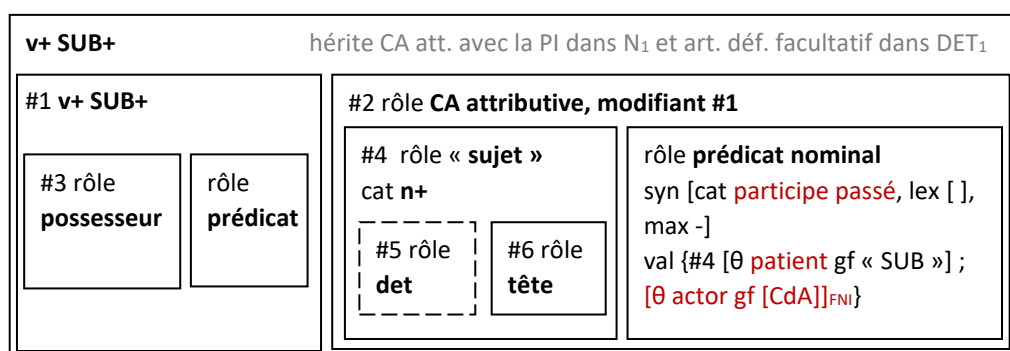 v+ SUB+ hérite CA att. avec la PI dans N₁ et art. déf. facultatif dans DET₁
#1 v+ SUB+
#3 rôle
possesseur
rôle
prédicat
#2 rôle CA attributive, modifiant #1
#4 rôle « sujet »
cat n+
#5 rôle
det
#6 rôle
tête
rôle prédicat nominal
syn [cat participe passé, lex [ ],
max -]
val {#4 [θ patient gf « SUB »] ;
[θ actor gf [CdA]]FNI}